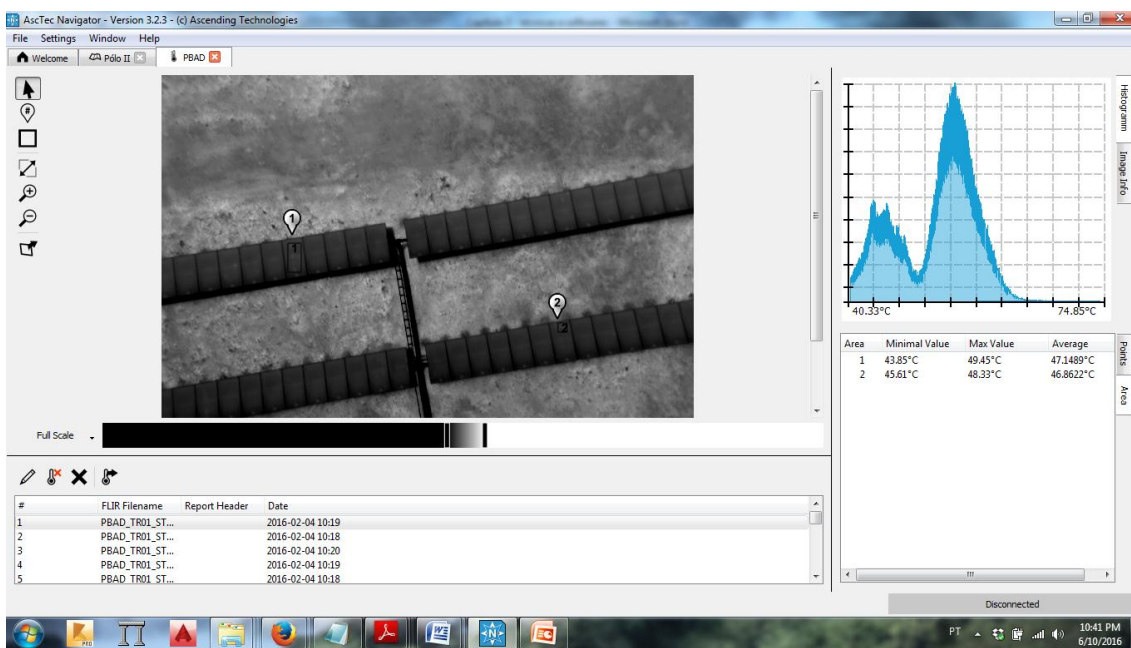 AscTec Navigator - Version 3.2.3 - (c) Ascending Technologies
File Settings Window Help
Welcome Pólo II PBAD
1
1
2
2
Histogramm
Image Info
40.33°C 74.85°C
Area Minimal Value Max Value Average
1 43.85°C 49.45°C 47.1489°C
2 45.61°C 48.33°C 46.8622°C
Points
Area
Full Scale
# FLIR Filename Report Header Date
1 PBAD_TR01_ST... 2016-02-04 10:19
2 PBAD_TR01_ST... 2016-02-04 10:18
3 PBAD_TR01_ST... 2016-02-04 10:20
4 PBAD_TR01_ST... 2016-02-04 10:19
5 PBAD_TR01_ST... 2016-02-04 10:18
Disconnected
PRO
N
PT 10:41 PM
6/10/2016